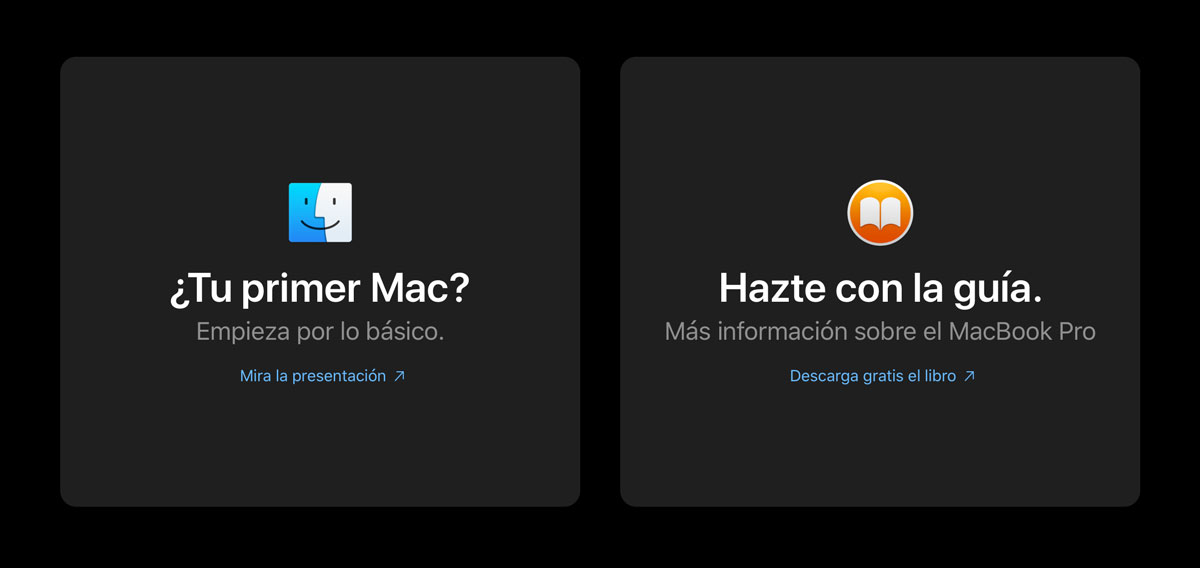 ¿Tu primer Mac?
Empieza por lo básico.
Mira la presentación ↗
Hazte con la guía.
Más información sobre el MacBook Pro
Descarga gratis el libro ↗